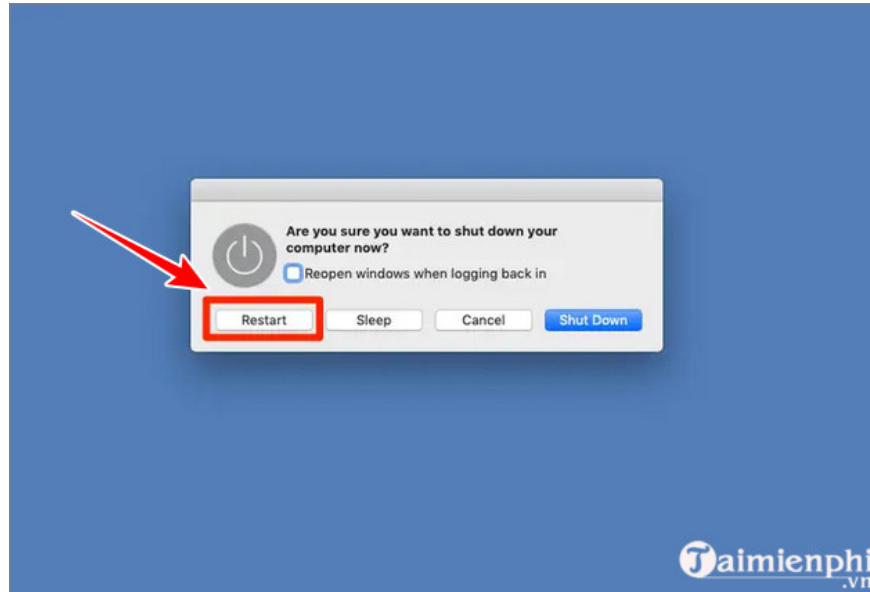 Are you sure you want to shut down your
computer now?
Reopen windows when logging back in
Restart Sleep Cancel Shut Down
Taimienphi
.vn